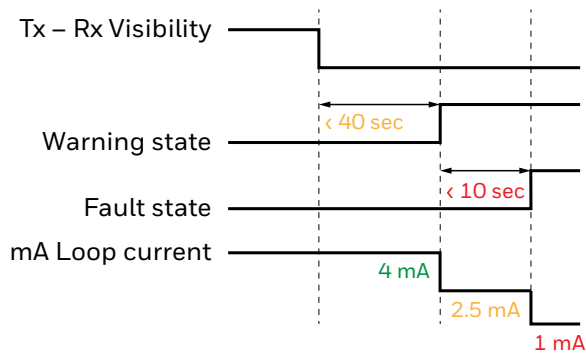 Tx – Rx Visibility
‹ 40 sec
Warning state
‹ 10 sec
Fault state
mA Loop current
4 mA
2.5 mA
1 mA